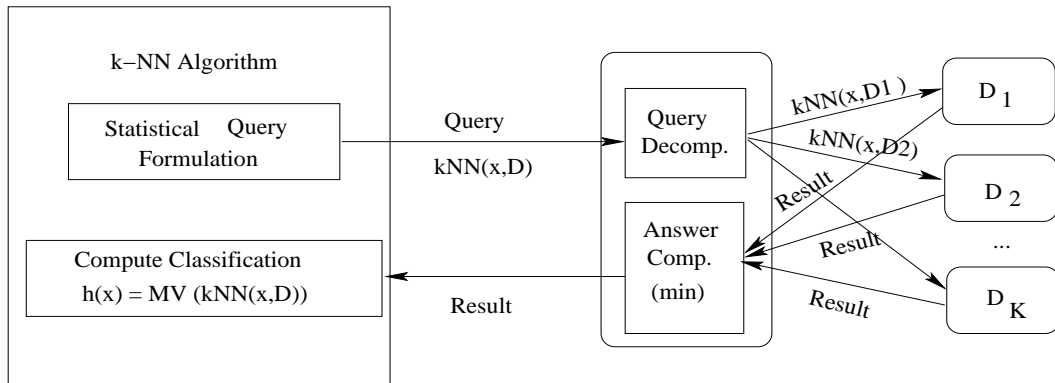 k−NN Algorithm
Statistical Query
Formulation
Compute Classification
h(x) = MV (kNN(x,D))
Query
kNN(x,D)
Result
Query
Decomp.
Answer
Comp.
(min)
kNN(x,D1 )
kNN(x,D2)
Result
Result
Result
D 1
D 2
...
D K